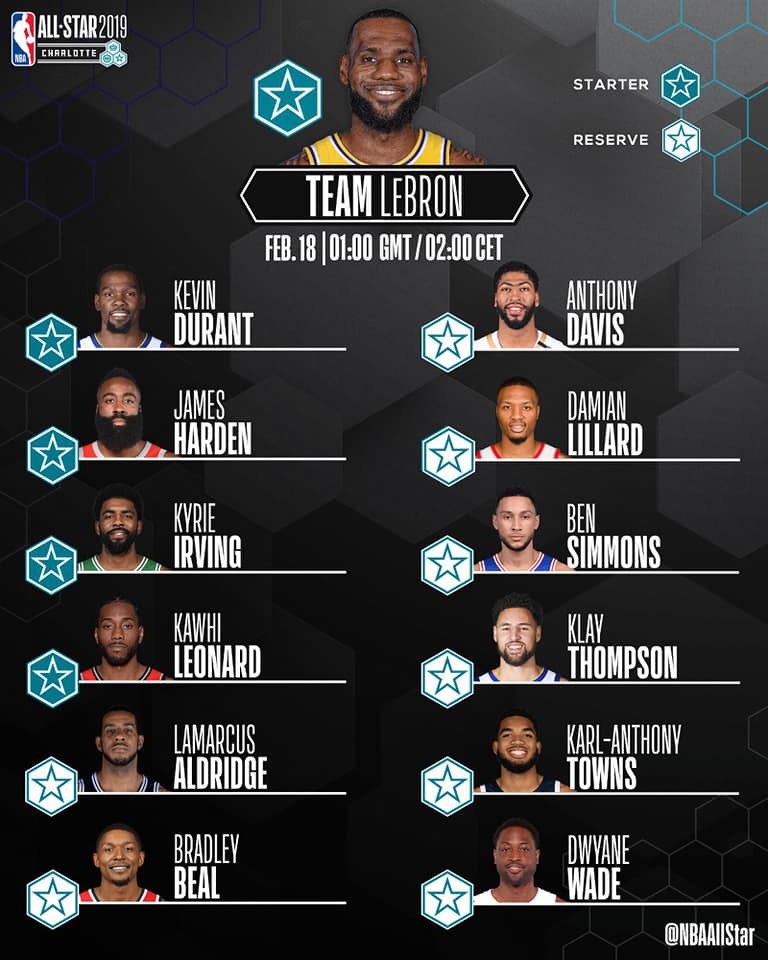 NBA
ALL-STAR 2019
CHARLOTTE
STARTER
RESERVE
TEAM LEBRON
FEB. 18 | 01:00 GMT / 02:00 CET
KEVIN
DURANT
JAMES
HARDEN
KYRIE
IRVING
KAWHI
LEONARD
LAMARCUS
ALDRIDGE
BRADLEY
BEAL
ANTHONY
DAVIS
DAMIAN
LILLARD
BEN
SIMMONS
KLAY
THOMPSON
KARL-ANTHONY
TOWNS
DWYANE
WADE
@NBAAllStar